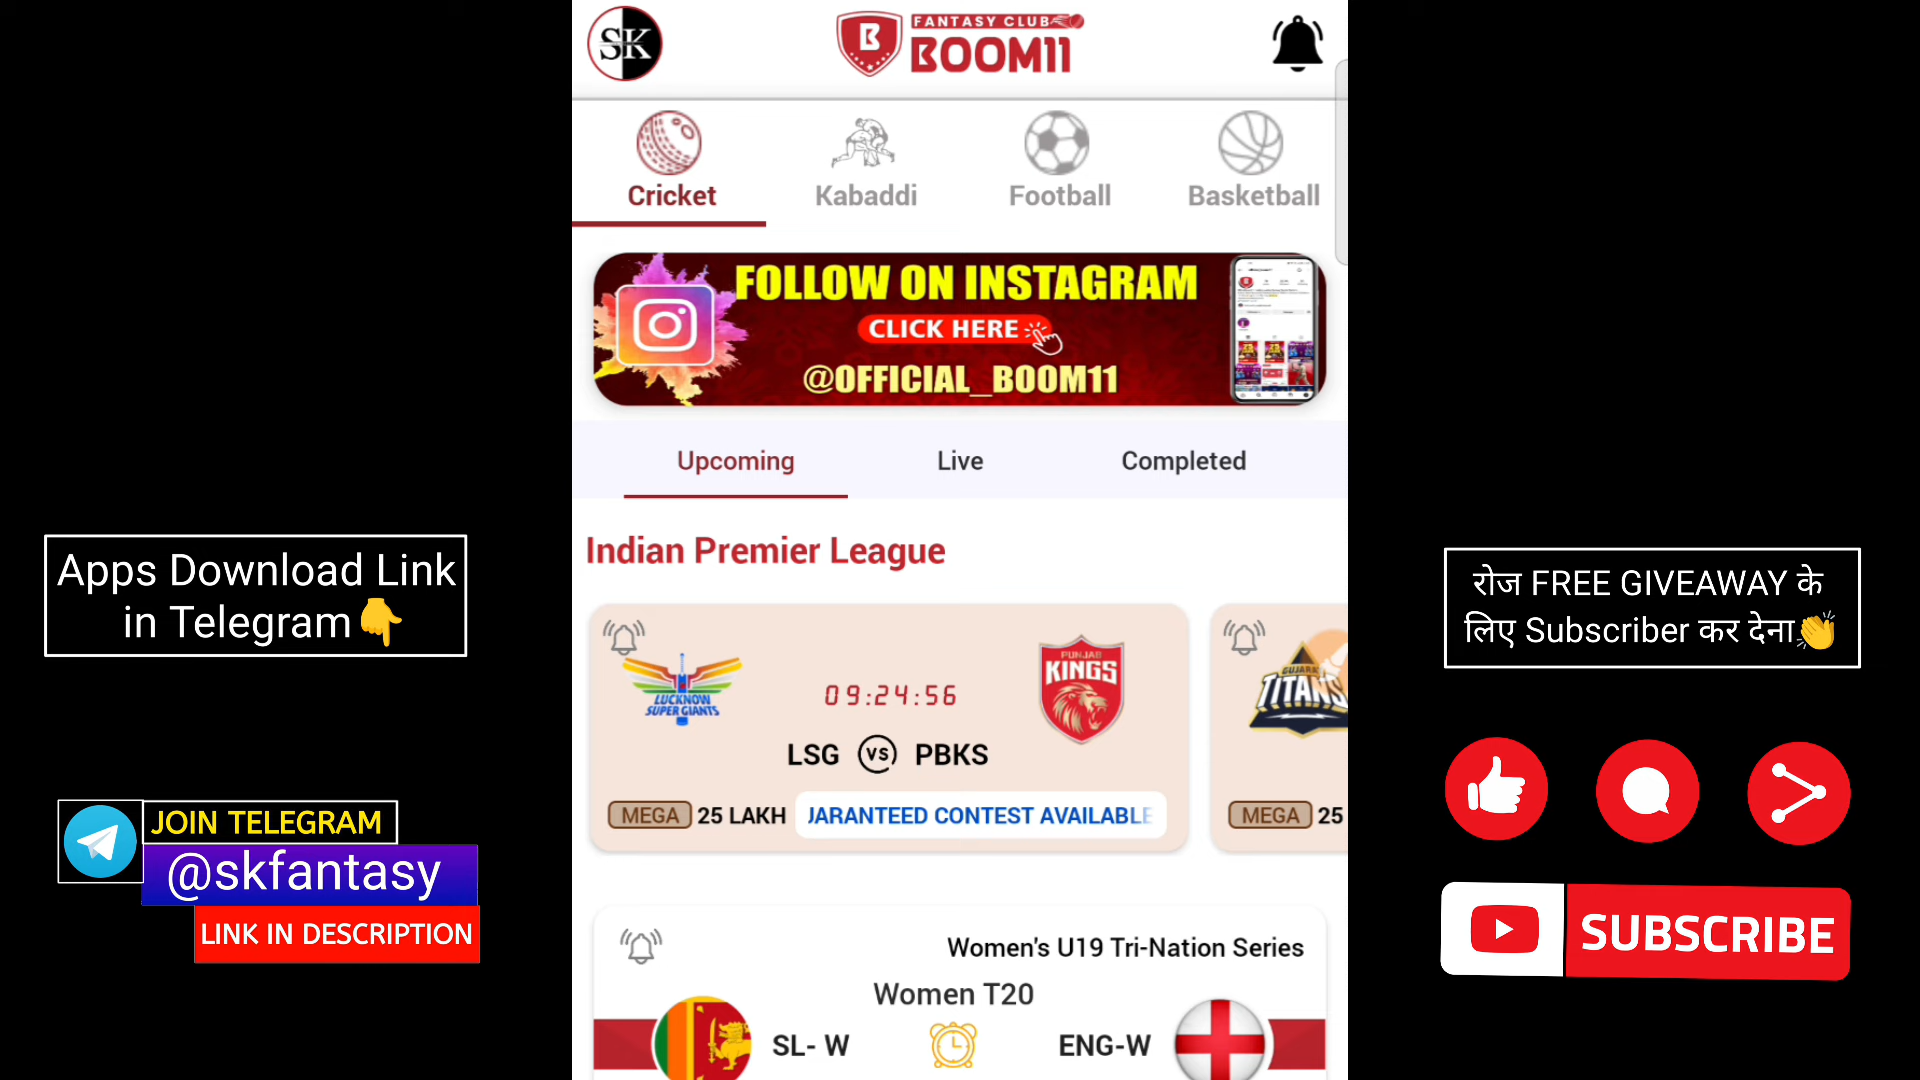 SK
B
FANTASY CLUB
BOOM11
Cricket
Kabaddi
Football
Basketball
FOLLOW ON INSTAGRAM
CLICK HERE
@OFFICIAL_BOOM11
Upcoming
Live
Completed
Indian Premier League
LUCKNOW
SUPER GIANTS
09:24:56
PUNJAB
KINGS
LSG VS PBKS
MEGA 25 LAKH
JARANTEED CONTEST AVAILABLE
GUJARA
TITANS
MEGA 25
Women's U19 Tri-Nation Series
Women T20
SL- W
ENG-W
Apps Download Link
in Telegram👇
JOIN TELEGRAM
@skfantasy
LINK IN DESCRIPTION
रोज FREE GIVEAWAY के
लिए Subscriber कर देना👏
SUBSCRIBE